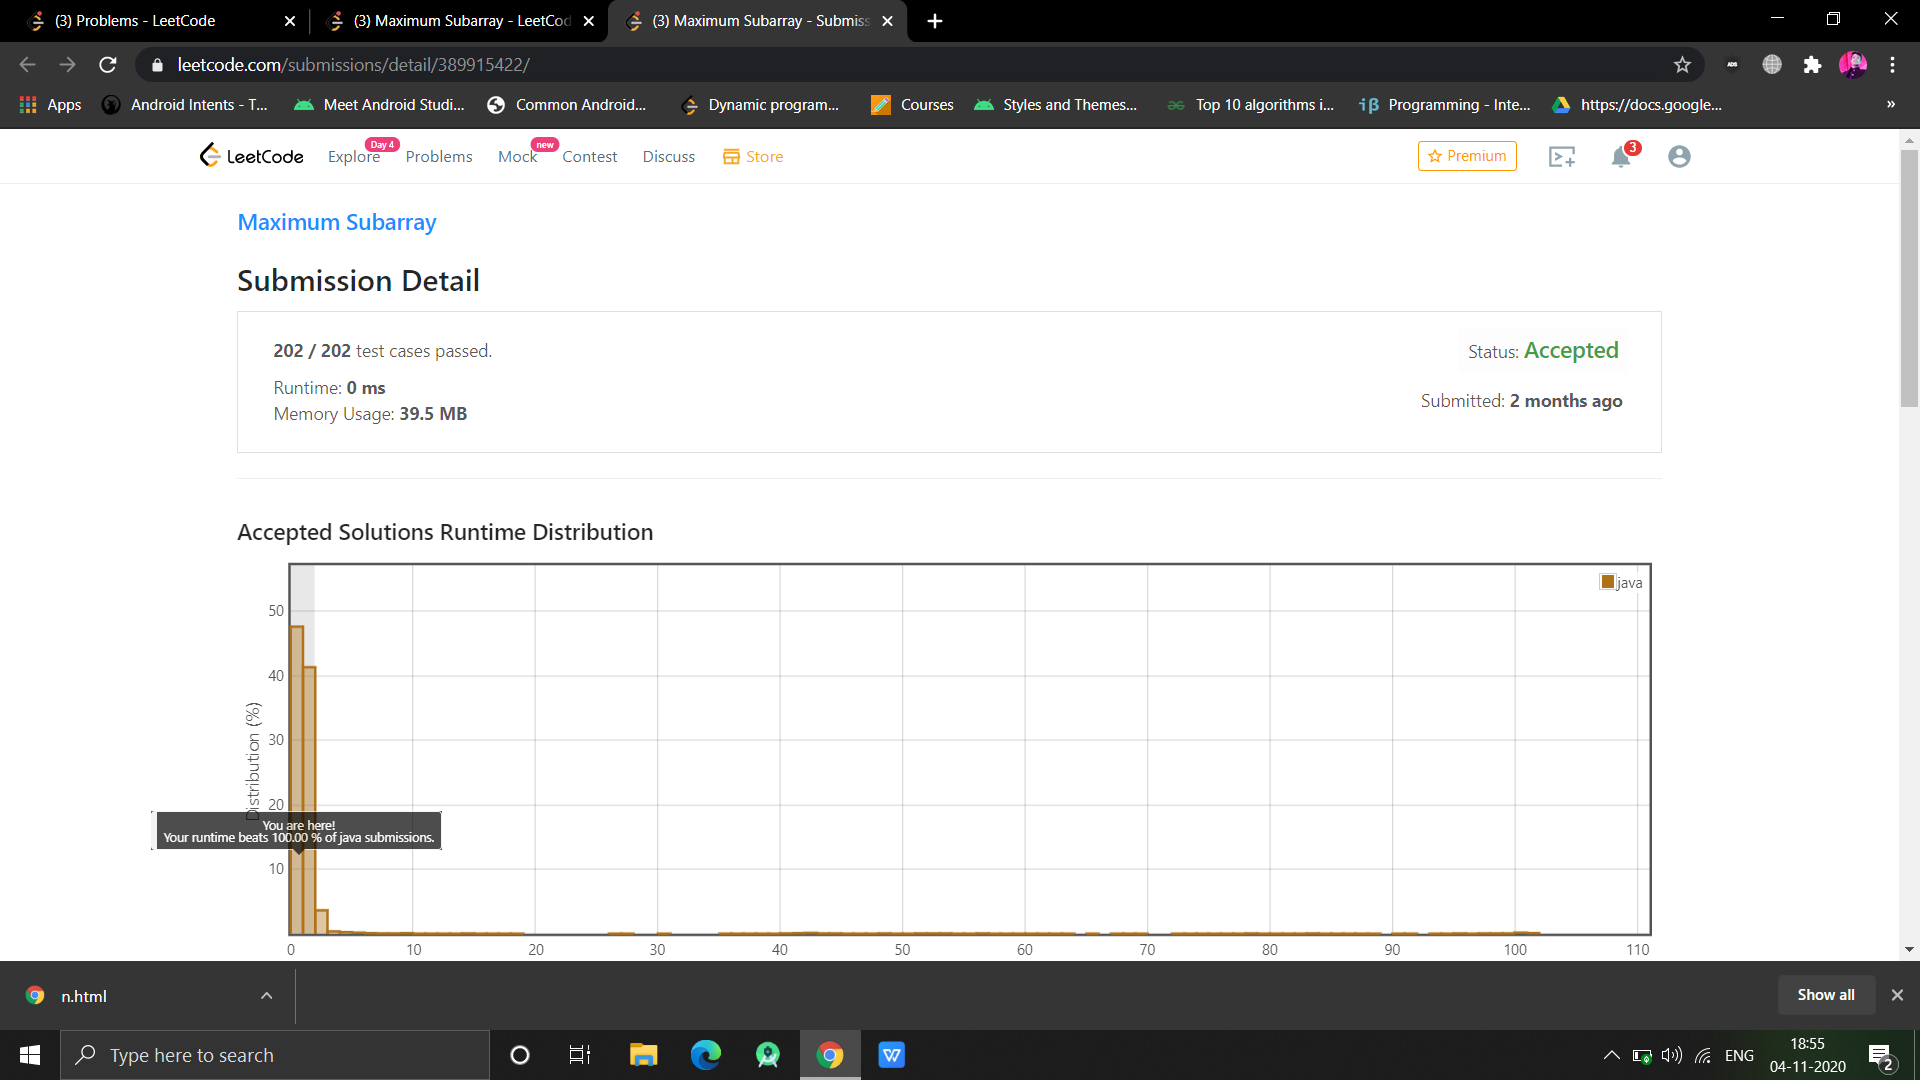 (3) Problems - LeetCode
(3) Maximum Subarray - LeetCod
(3) Maximum Subarray - Submiss
leetcode.com/submissions/detail/389915422/
ADS
Apps
Android Intents - T...
Meet Android Studi...
Common Android...
Dynamic program...
Courses
Styles and Themes...
Top 10 algorithms i...
iβ Programming - Inte...
https://docs.google...
»
LeetCode
Explore
Day 4
Problems
Mock
new
Contest
Discuss
Store
Premium
3
Maximum Subarray
Submission Detail
202 / 202 test cases passed.
Status: Accepted
Runtime: 0 ms
Memory Usage: 39.5 MB
Submitted: 2 months ago
Accepted Solutions Runtime Distribution
java
50
40
30
20
10
Distribution (%)
You are here!
Your runtime beats 100.00 % of java submissions.
0 10 20 30 40 50 60 70 80 90 100 110
n.html
Show all
Type here to search
W
ENG
18:55
04-11-2020
2